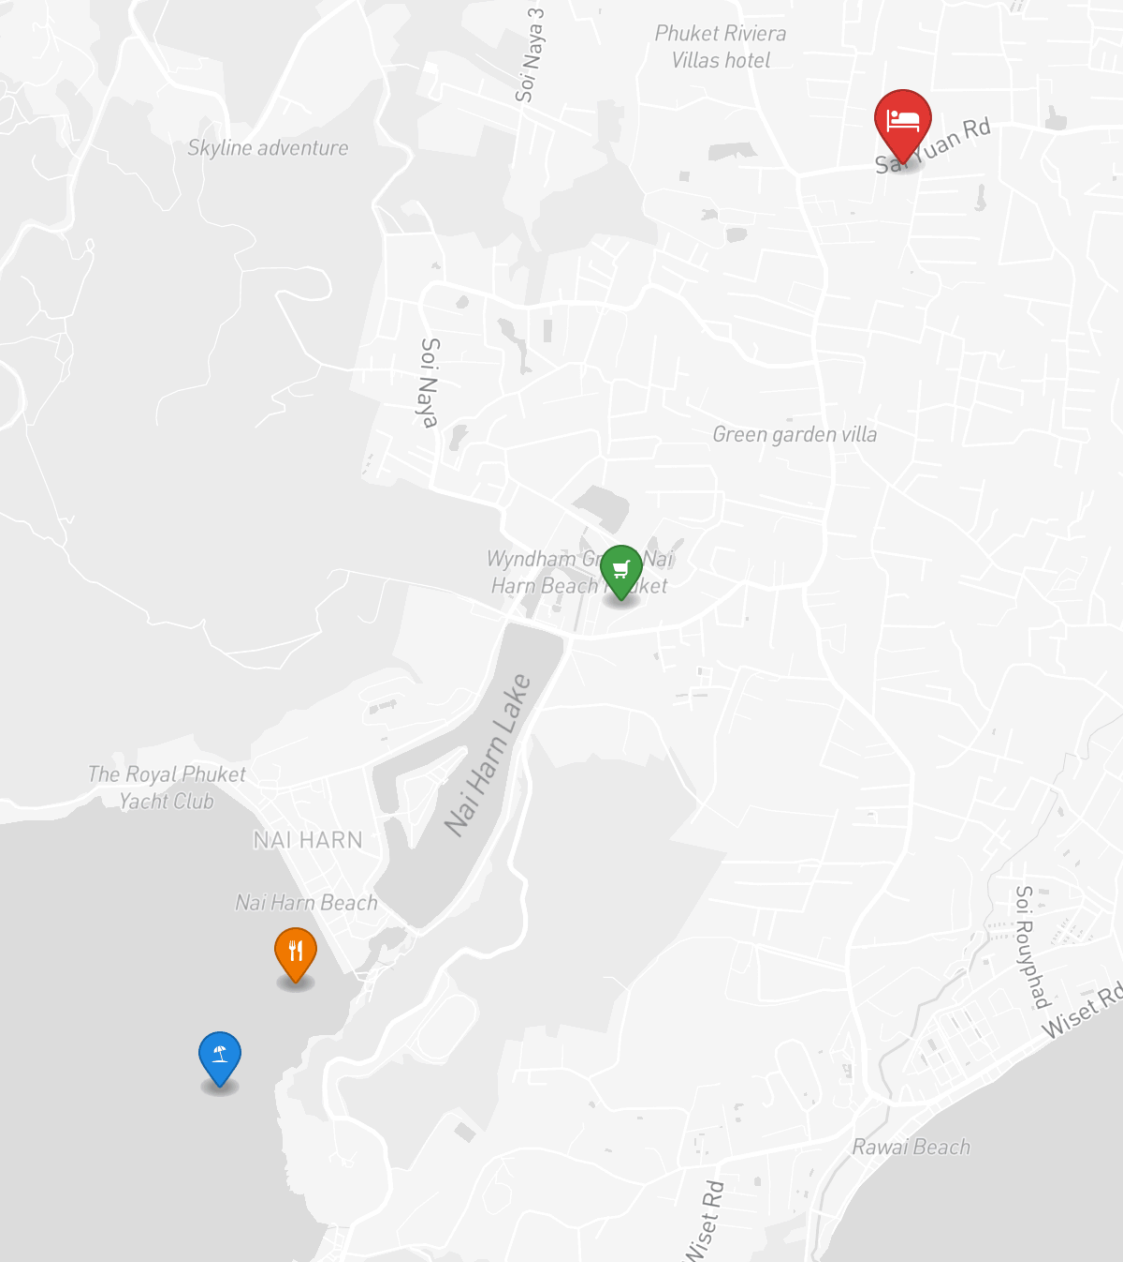 Soi Naya 3
Phuket Riviera
Villas hotel
Skyline adventure
Sai Yuan Rd
Soi Naya
Green garden villa
Wyndham Nai
Harn Beach
Nai Harn Lake
The Royal Phuket
Yacht Club
NAI HARN
Nai Harn Beach
Soi Rouyphad
Wiset Rd
Rawai Beach
Wiset Rd